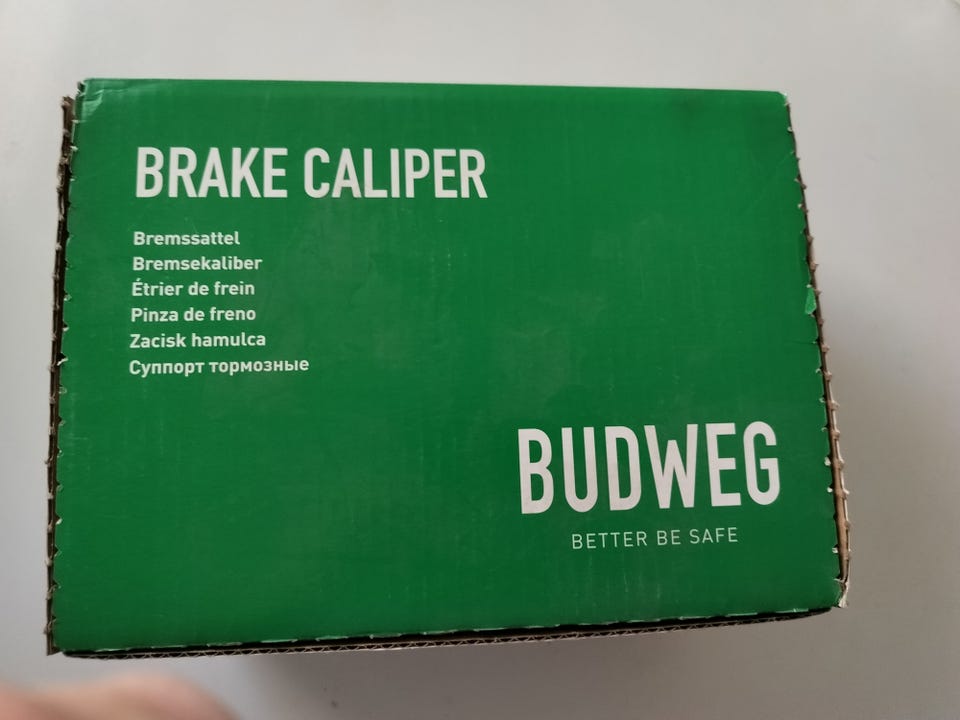 BRAKE CALIPER
Bremssattel
Bremsekaliber
Étrier de frein
Pinza de freno
Zacisk hamulca
Суппорт тормозные
BUDWEG
BETTER BE SAFE